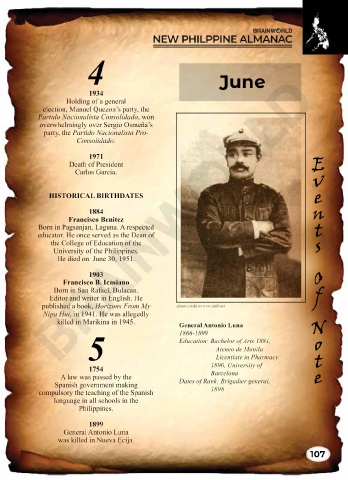 BRAINWORLD
NEW PHILPPINE ALMANAC
4
1934
Holding of a general
election, Manuel Quezon's party, the
Partido Nacionalista Consolidado, won
overwhelmingly over Sergio Osmeña's
party, the Partido Nacionalista Pro-
Consolidado.
1971
Death of President
Carlos Garcia.
HISTORICAL BIRTHDATES
1884
Francisco Benitez
Born in Pagsanjan, Laguna. A respected
educator. He once served as the Dean of
the College of Education of the
University of the Philippines.
He died on June 30, 1951.
1903
Francisco B. Icasiano
Born in San Rafael, Bulacan.
Editor and writer in English. He
published a book, Horizons From My
Nipa Hut, in 1941. He was allegedly
killed in Marikina in 1945.
5
1754
A law was passed by the
Spanish government making
compulsory the teaching of the Spanish
language in all schools in the
Philippines.
1899
General Antonio Luna
was killed in Nueva Ecija.
June
General Antonio Luna
1866-1899
Education: Bachelor of Arts 1881,
Ateneo de Manila
Licentiate in Pharmacy
1890, University of
Barcelona
Dates of Rank: Brigadier general,
1898
Events Of Note
107